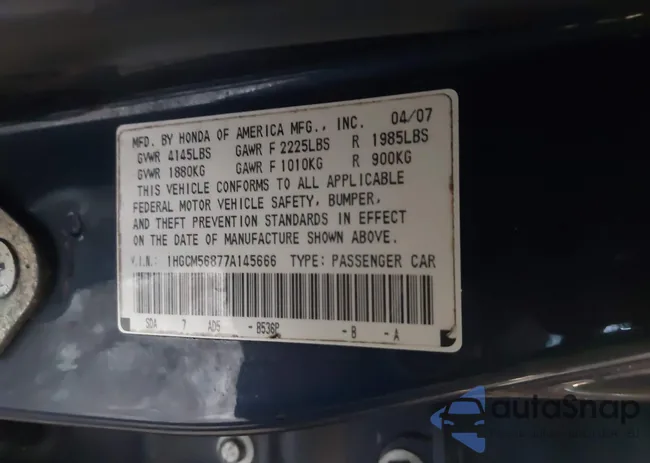 MFD. BY HONDA OF AMERICA MFG., INC. 04/07
GVWR 4145LBS GAWR F 2225LBS R 1985LBS
GVWR 1880KG GAWR F 1010KG R 900KG
THIS VEHICLE CONFORMS TO ALL APPLICABLE
FEDERAL MOTOR VEHICLE SAFETY, BUMPER,
AND THEFT PREVENTION STANDARDS IN EFFECT
ON THE DATE OF MANUFACTURE SHOWN ABOVE.
V.I.N.: 1HGCM56877A145666 TYPE: PASSENGER CAR
SDA 7 AD5 - B536P - B - A
autoSnap